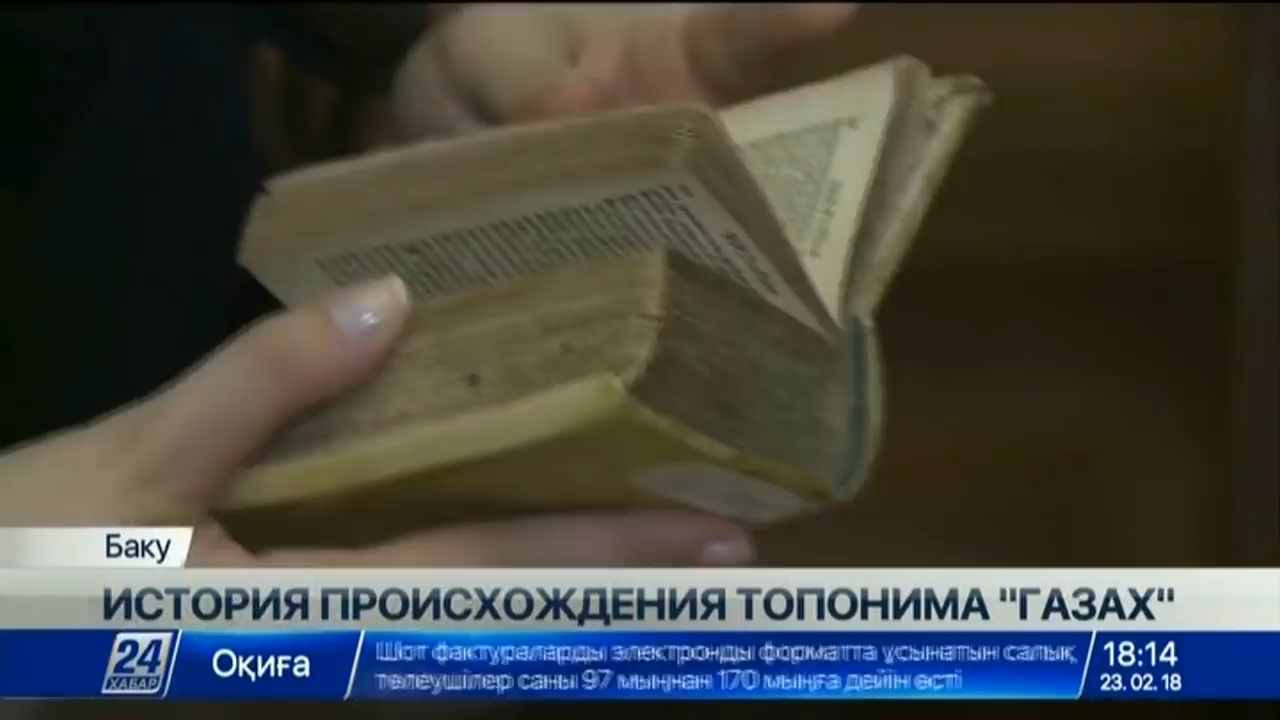 Баку
ИСТОРИЯ ПРОИСХОЖДЕНИЯ ТОПОНИМА "ГАЗАХ"
24
ХАБАР
Оқиға
Шот фактураларды электронды форматта ұсынатын салық
төлеушілер саны 97 мыңнан 170 мыңға дейін өсті
18:14
23. 02. 18